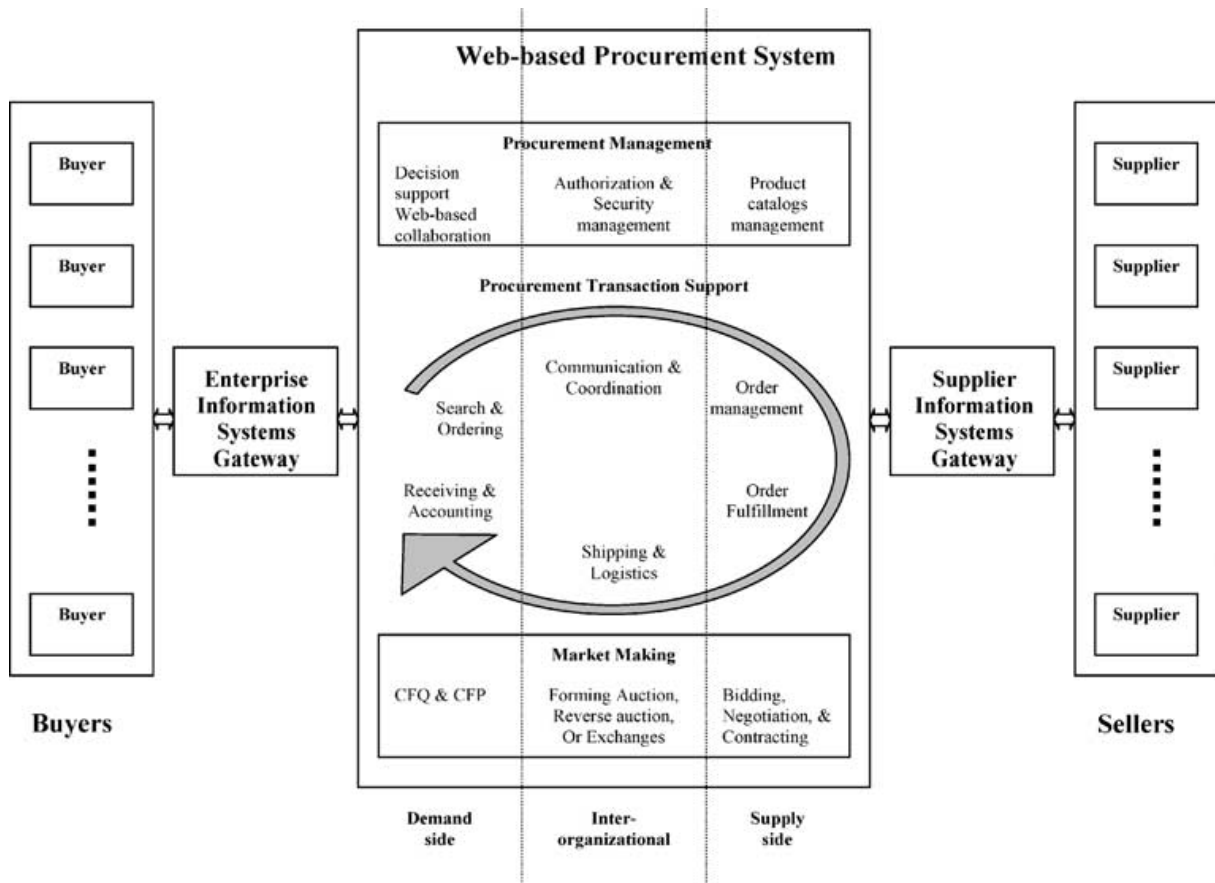 Web-based Procurement System
Buyer
Buyer
Buyer
Buyer
Buyers
Enterprise
Information
Systems
Gateway
Procurement Management
Decision
support
Web-based
collaboration
Authorization &
Security
management
Product
catalogs
management
Procurement Transaction Support
Communication &
Coordination
Search &
Ordering
Order
management
Receiving &
Accounting
Order
Fulfillment
Shipping &
Logistics
Market Making
CFQ & CFP
Forming Auction,
Reverse auction,
Or Exchanges
Bidding,
Negotiation, &
Contracting
Demand
side
Inter-
organizational
Supply
side
Supplier
Information
Systems
Gateway
Supplier
Supplier
Supplier
Supplier
Sellers